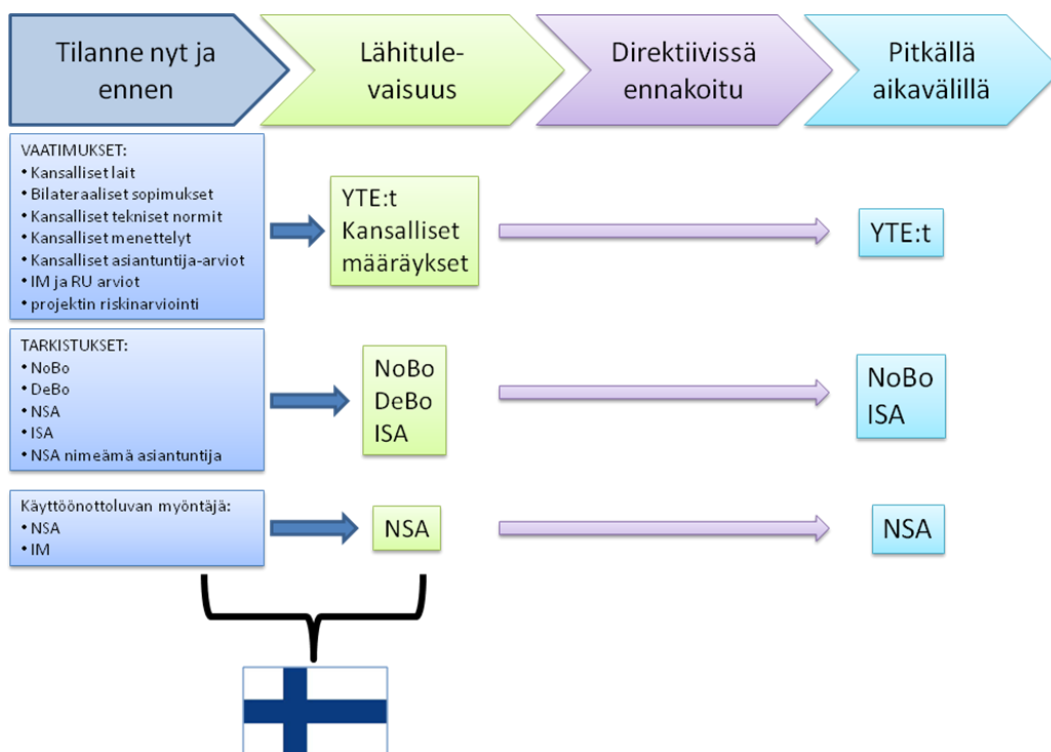 Tilanne nyt ja
ennen
Lähitule-
vaisuus
Direktiivissä
ennakoitu
Pitkällä
aikavälillä
VAATIMUKSET:
• Kansalliset lait
• Bilateraaliset sopimukset
• Kansalliset tekniset normit
• Kansalliset menettelyt
• Kansalliset asiantuntija-arviot
• IM ja RU arviot
• projektin riskinarviointi
YTE:t
Kansalliset
määräykset
YTE:t
TARKISTUKSET:
• NoBo
• DeBo
• NSA
• ISA
• NSA nimeämä asiantuntija
NoBo
DeBo
ISA
NoBo
ISA
Käyttöönottoluvan myöntäjä:
• NSA
• IM
NSA
NSA